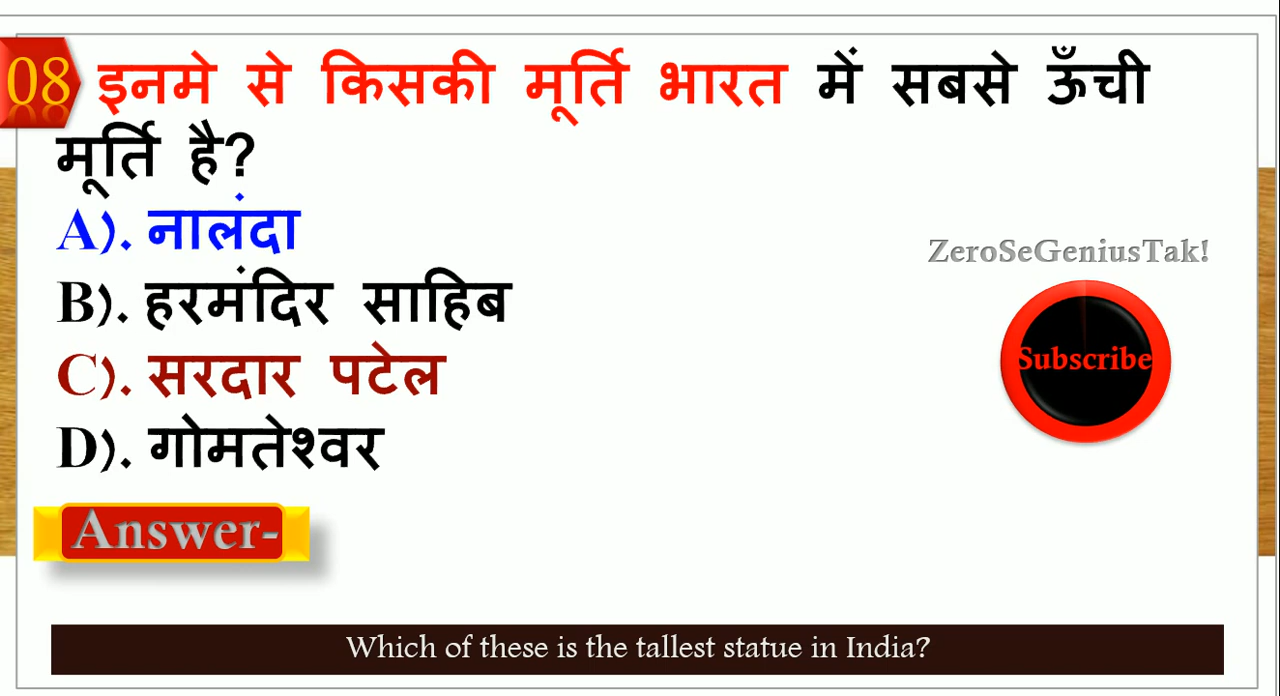 08 इनमे से किसकी मूर्ति भारत में सबसे ऊँची
मूर्ति है?
A). नालंदा
B). हरमंदिर साहिब
C). सरदार पटेल
D). गोमतेश्वर
ZeroSeGeniusTak!
Subscribe
Answer-
Which of these is the tallest statue in India?